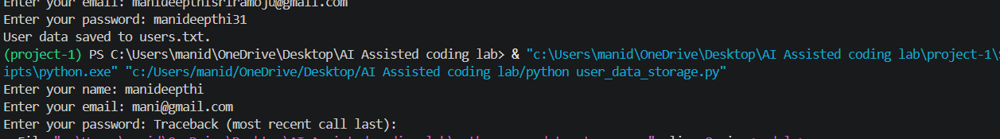 Enter your email: manideepthisriramoju@gmail.com
Enter your password: manideepthi31
User data saved to users.txt.
(project-1) PS C:\Users\manid\OneDrive\Desktop\AI Assisted coding lab> & "c:\Users\manid\OneDrive\Desktop\AI Assisted coding lab\project-1\S
ipts\python.exe" "c:/Users/manid/OneDrive/Desktop/AI Assisted coding lab/python user_data_storage.py"
Enter your name: manideepthi
Enter your email: mani@gmail.com
Enter your password: Traceback (most recent call last):